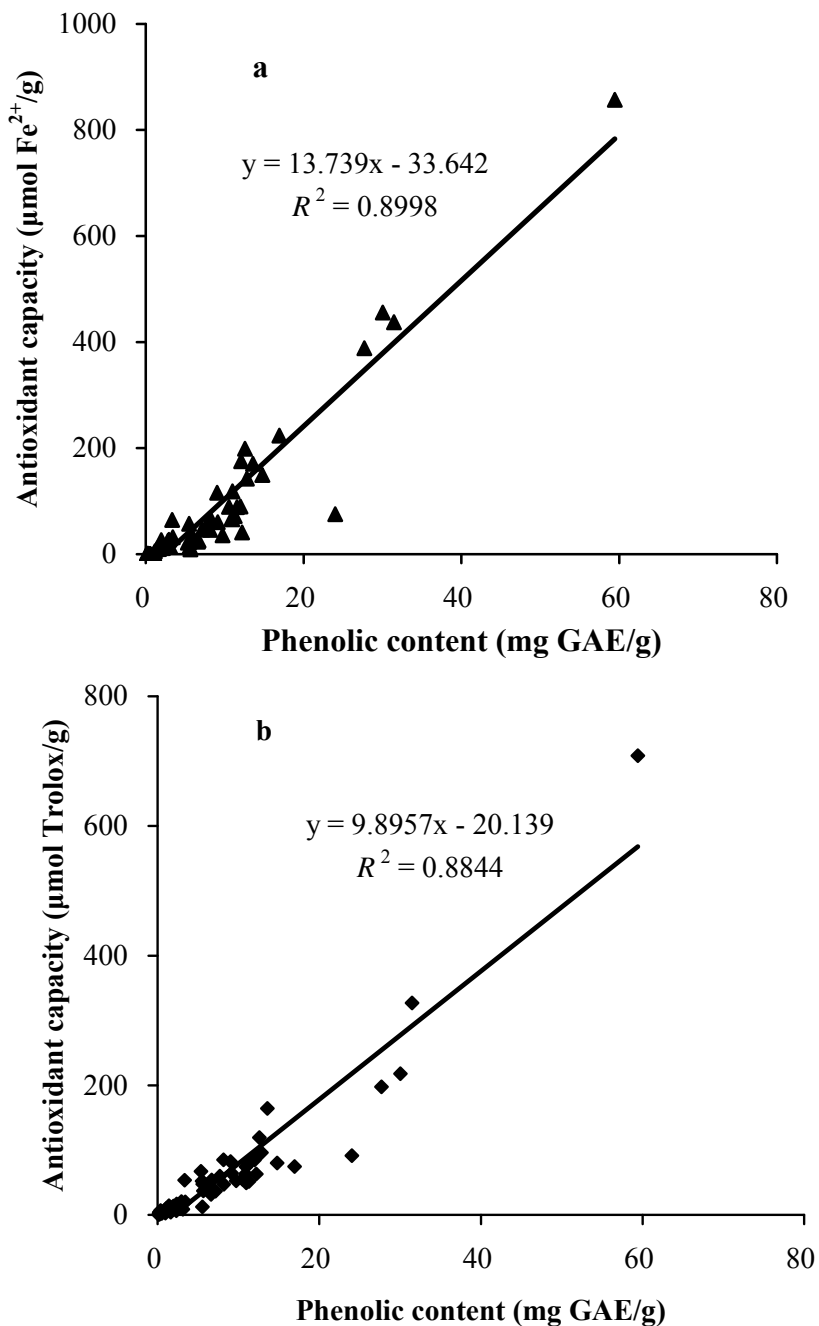 1000
a
800
y = 13.739x - 33.642
R² = 0.8998
600
400
200
0
0 20 40 60 80
Antioxidant capacity (µmol Fe²⁺/g)
Phenolic content (mg GAE/g)
800
b
600
y = 9.8957x - 20.139
R² = 0.8844
400
200
0
0 20 40 60 80
Antioxidant capacity (µmol Trolox/g)
Phenolic content (mg GAE/g)